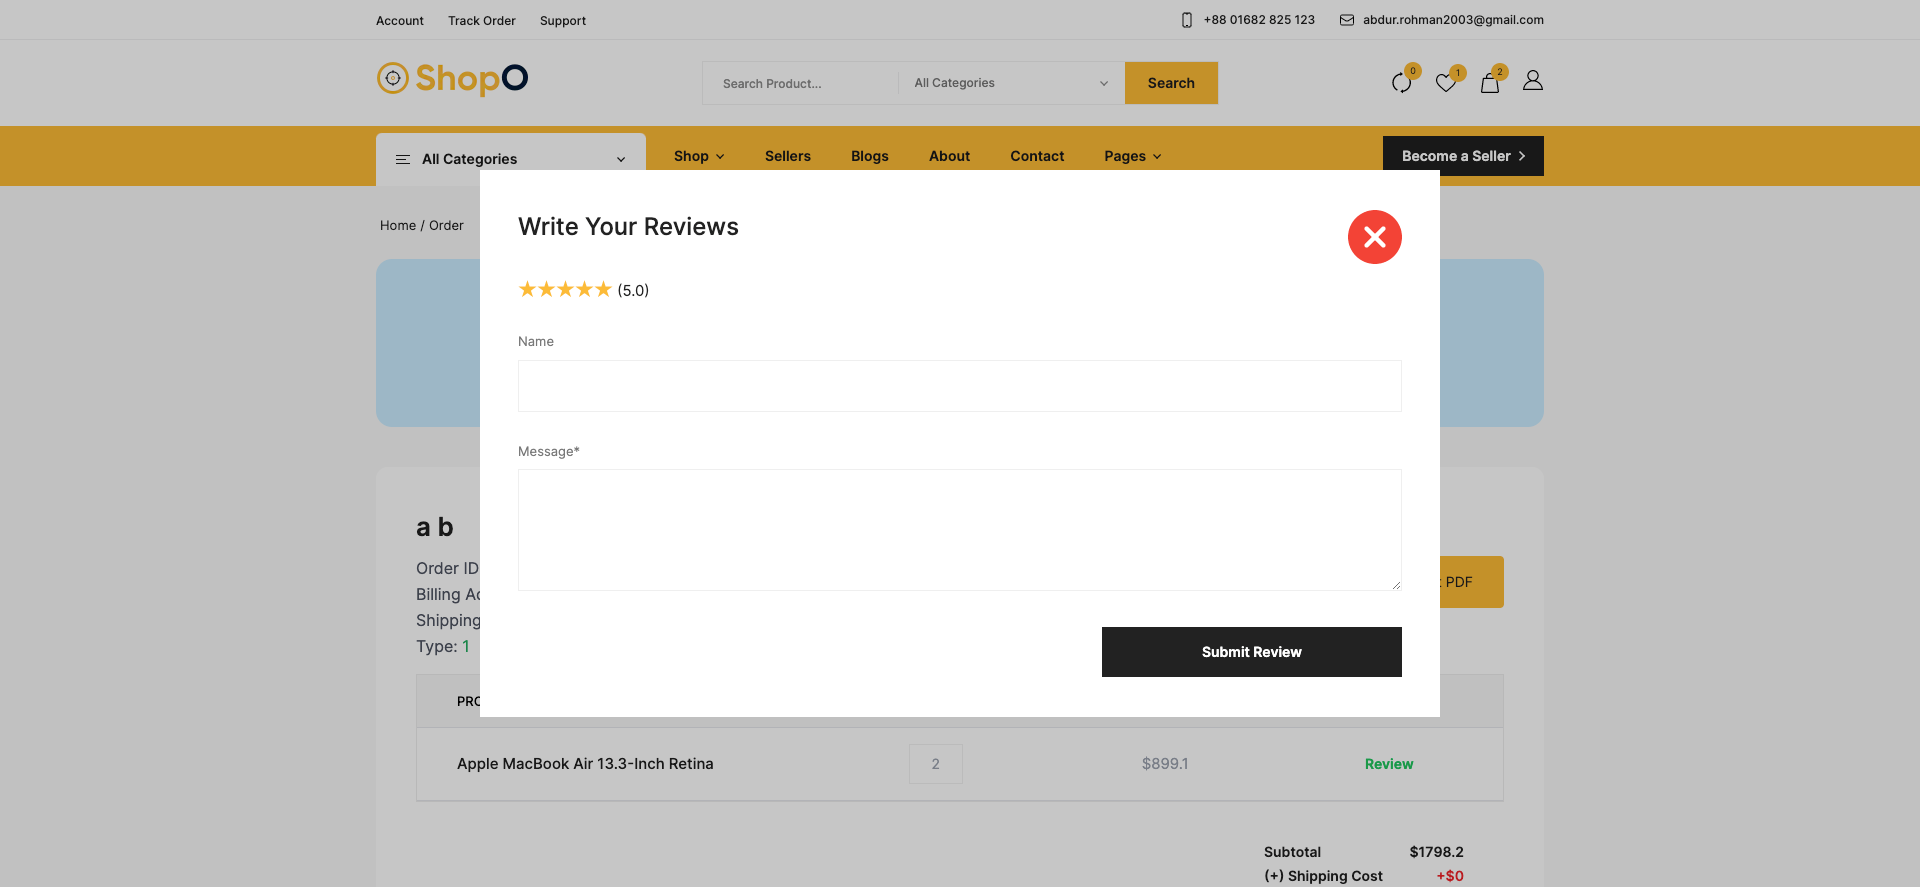 Account Track Order Support +88 01682 825 123 abdur.rohman2003@gmail.com
ShopO Search Product... All Categories Search 0 1 2
All Categories Shop Sellers Blogs About Contact Pages Become a Seller
Home / Order
Write Your Reviews
(5.0)
Name
Message*
Submit Review
a b
Order ID
Billing
Shipping
Type: 1
PDF
Apple MacBook Air 13.3-Inch Retina 2 $899.1 Review
Subtotal $1798.2
(+) Shipping Cost +$0